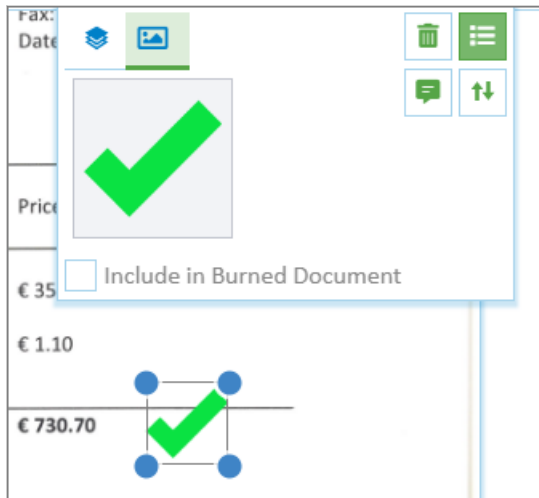 Fax:
Date
Price
Include in Burned Document
€ 35
€ 1.10
€ 730.70